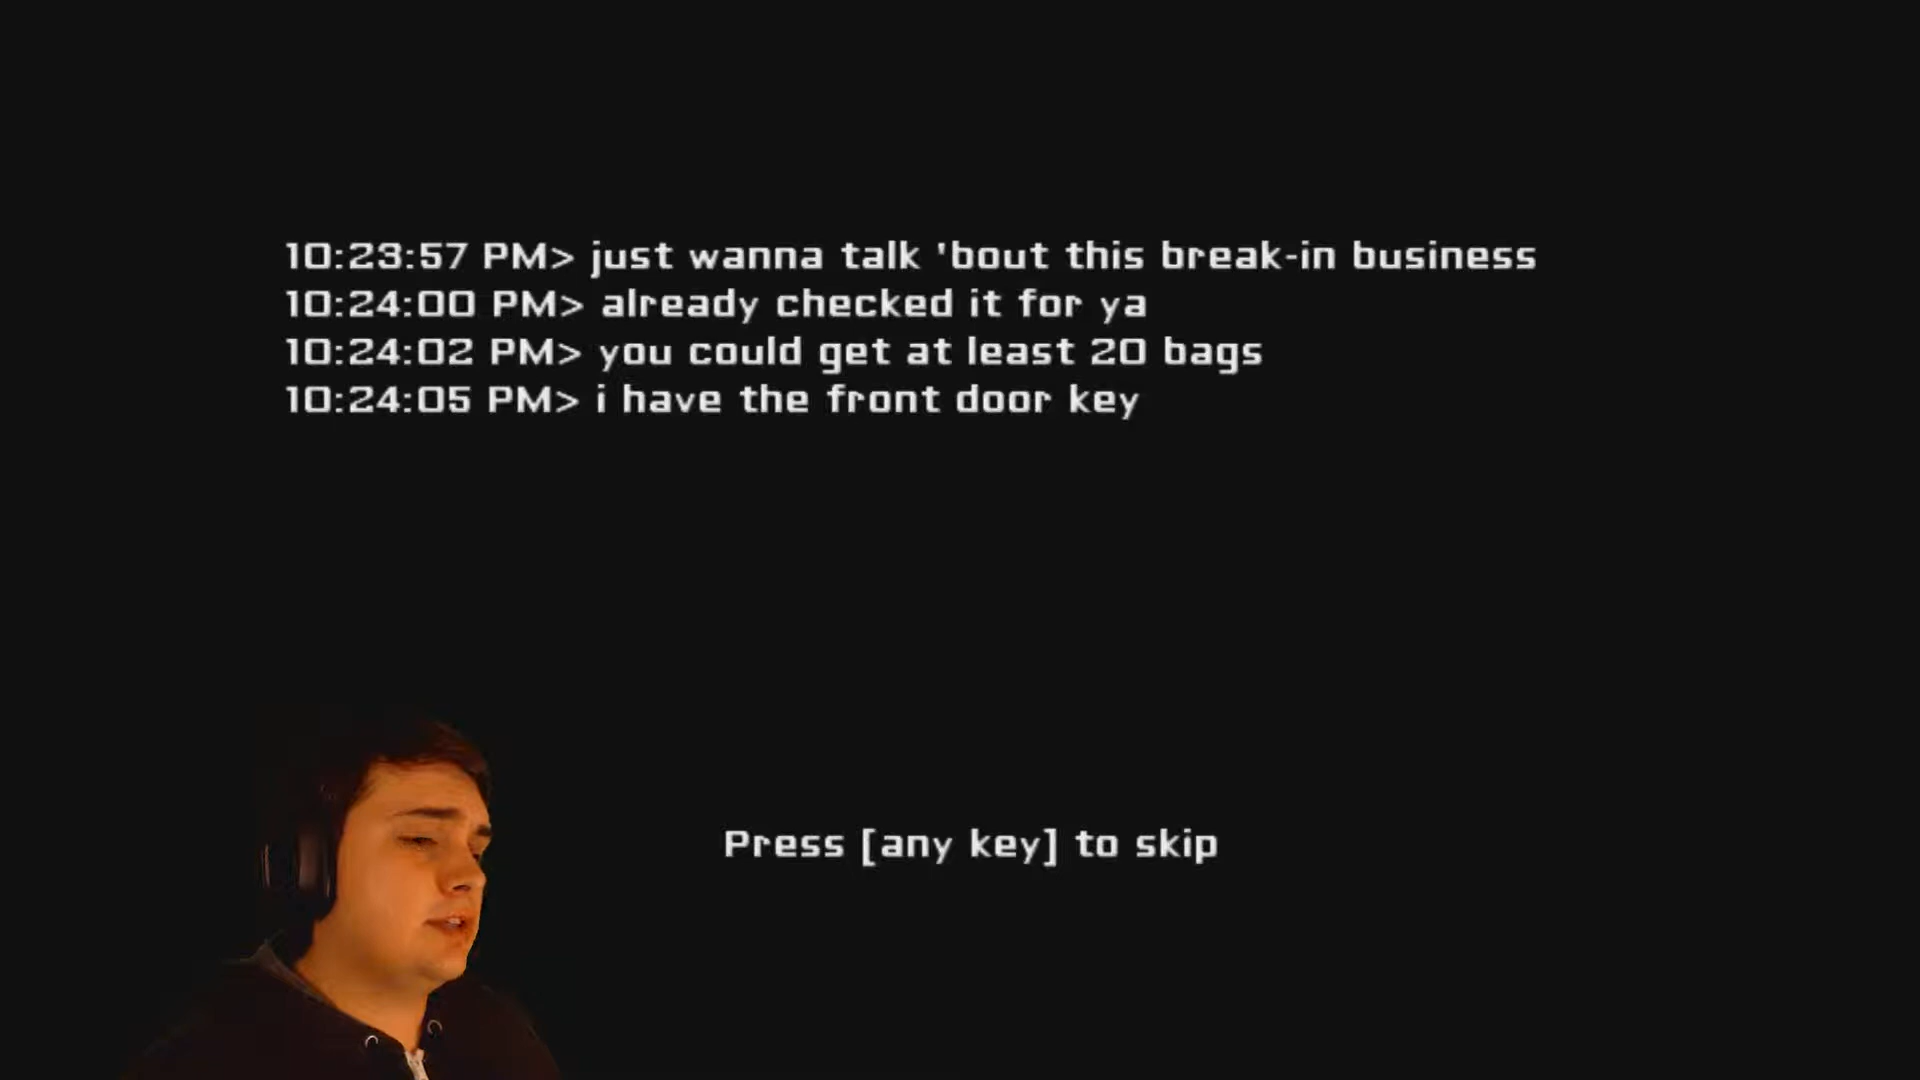 10:23:57 PM> just wanna talk 'bout this break-in business
10:24:00 PM> already checked it for ya
10:24:02 PM> you could get at least 20 bags
10:24:05 PM> i have the front door key
Press [any key] to skip